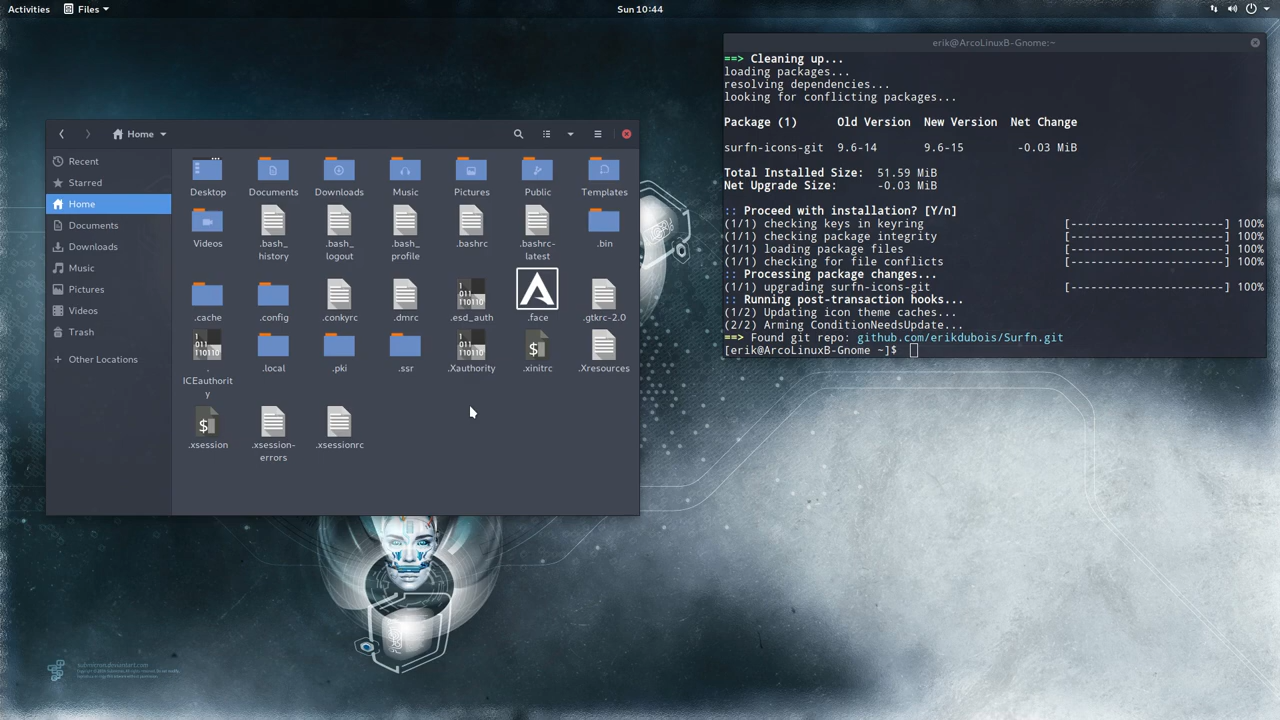 Activities
Files
Sun 10:44
erik@ArcoLinuxB-Gnome:~
==> Cleaning up...
loading packages...
resolving dependencies...
looking for conflicting packages...
Package (1) Old Version New Version Net Change
surfn-icons-git 9.6-14 9.6-15 -0.03 MiB
Total Installed Size: 51.59 MiB
Net Upgrade Size: -0.03 MiB
:: Proceed with installation? [Y/n]
(1/1) checking keys in keyring [----------------------] 100%
(1/1) checking package integrity [----------------------] 100%
(1/1) loading package files [----------------------] 100%
(1/1) checking for file conflicts [----------------------] 100%
:: Processing package changes...
(1/1) upgrading surfn-icons-git [----------------------] 100%
:: Running post-transaction hooks...
(1/2) Updating icon theme caches...
(2/2) Arming ConditionNeedsUpdate...
==> Found git repo: github.com/erikdubois/Surfn.git
[erik@ArcoLinuxB-Gnome ~]$
Home
Recent
Starred
Home
Documents
Downloads
Music
Pictures
Videos
Trash
+ Other Locations
Desktop Documents Downloads Music Pictures Public Templates
Videos .bash_history .bash_logout .bash_profile .bashrc .bashrc-latest .bin
.cache .config .conkyrc .dmrc .esd_auth .face .gtkrc-2.0
.ICEauthority .local .pki .ssr .Xauthority .xinitrc .Xresources
.xsession .xsession-errors .xsessionrc